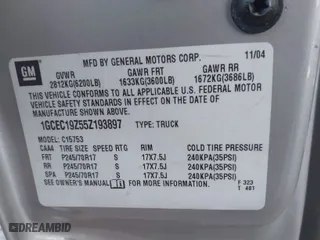 GM
MFD BY GENERAL MOTORS CORP.
11/04
GVWR GAWR FRT GAWR RR
2812KG(6200LB) 1633KG(3600LB) 1672KG(3686LB)
THIS VEHICLE CONFORMS TO ALL APPLICABLE U.S. FEDERAL MOTOR
VEHICLE SAFETY AND THEFT PREVENTION STANDARDS IN EFFECT
ON THE DATE OF MANUFACTURE SHOWN ABOVE.
1GCEC19Z55Z193897 TYPE: TRUCK
MODEL: C15753
TIRE SIZE SPEED RTG RIM COLD TIRE PRESSURE
FRT P245/70R17 S 17X7.5J 240KPA(35PSI)
RR P245/70R17 S 17X7.5J 240KPA(35PSI)
SPA P245/70R17 S 17X7.5J 240KPA(35PSI)
SEE OWNER'S MANUAL FOR MORE INFORMATION.
DREAMBID